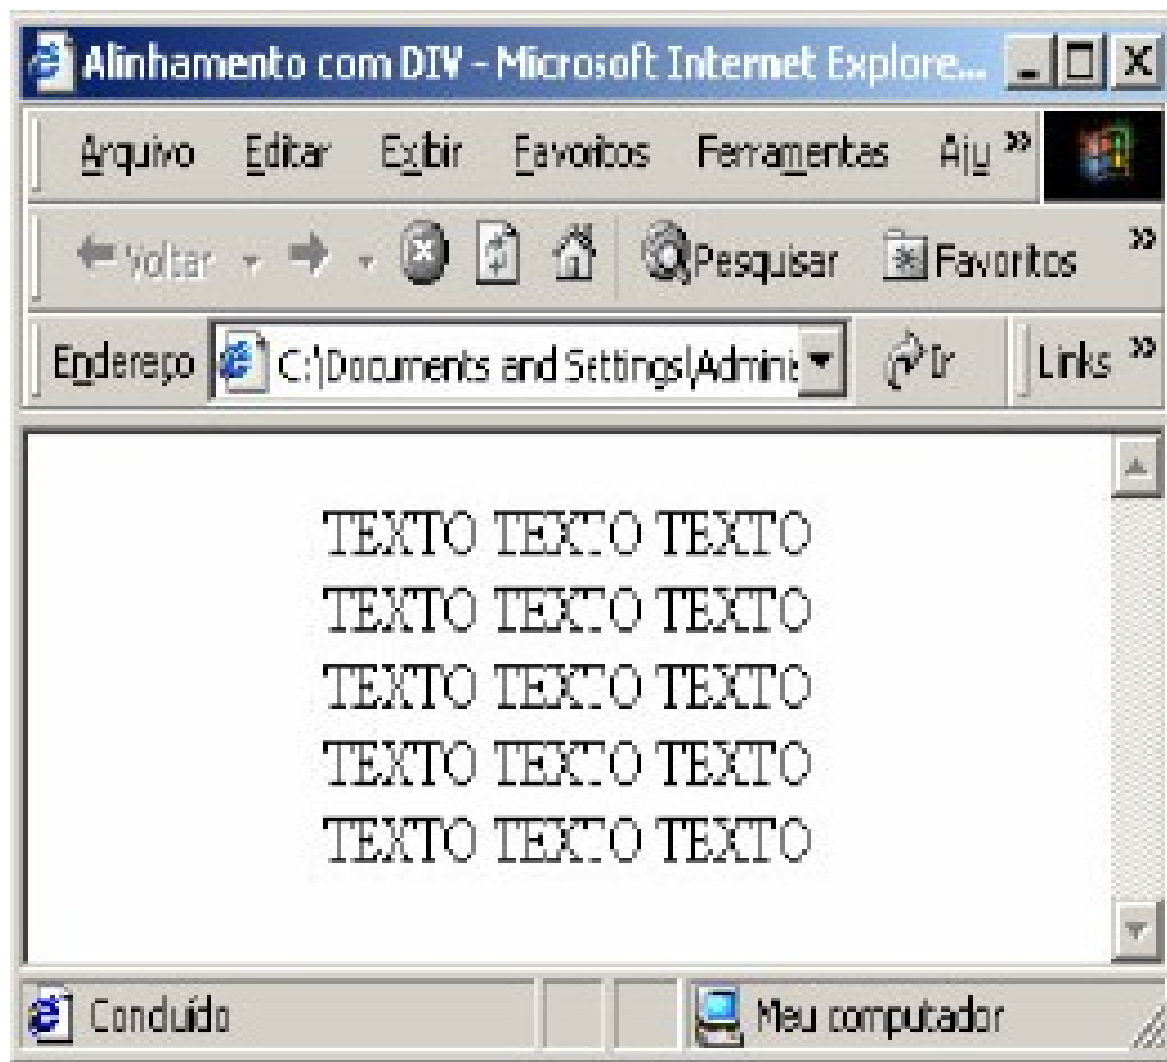 Alinhamento com DIV - Microsoft Internet Explore...
Arquivo Editar Exibir Favoritos Ferramentas Aju »
Voltar Pesquisar Favoritos »
Endereço C:\Documents and Settings\Adminis Ir Links »
TEXTO TEXTO TEXTO
TEXTO TEXTO TEXTO
TEXTO TEXTO TEXTO
TEXTO TEXTO TEXTO
TEXTO TEXTO TEXTO
Concluído Meu computador